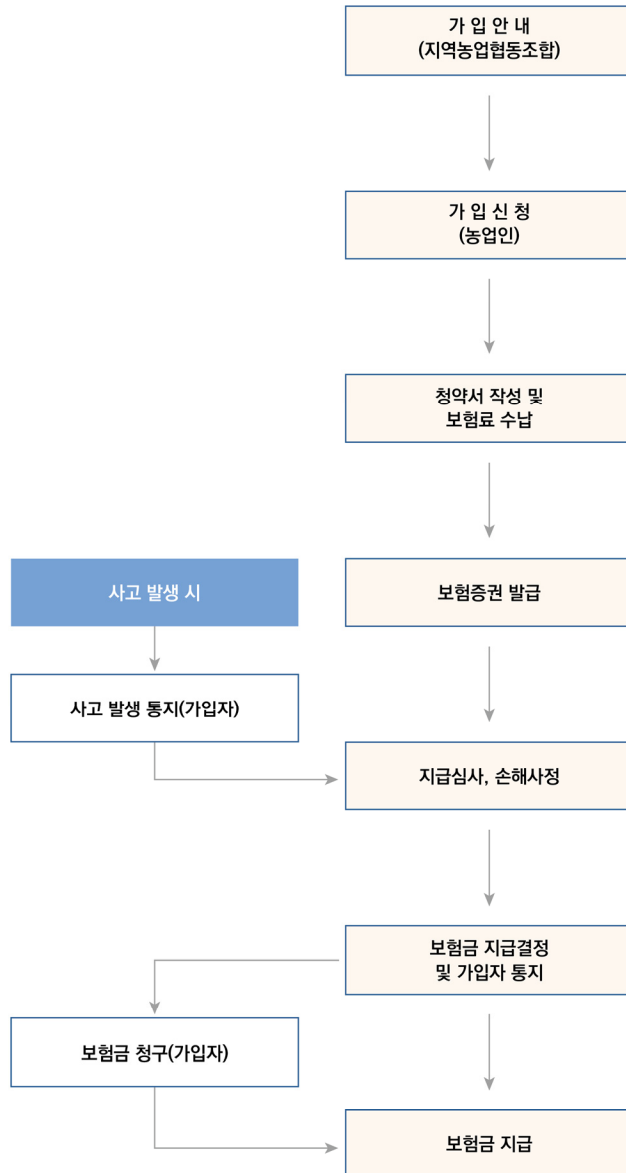 가 입 안 내
(지역농업협동조합)
가 입 신 청
(농업인)
청약서 작성 및
보험료 수납
사고 발생 시
보험증권 발급
사고 발생 통지(가입자)
지급심사, 손해사정
보험금 지급결정
및 가입자 통지
보험금 청구(가입자)
보험금 지급